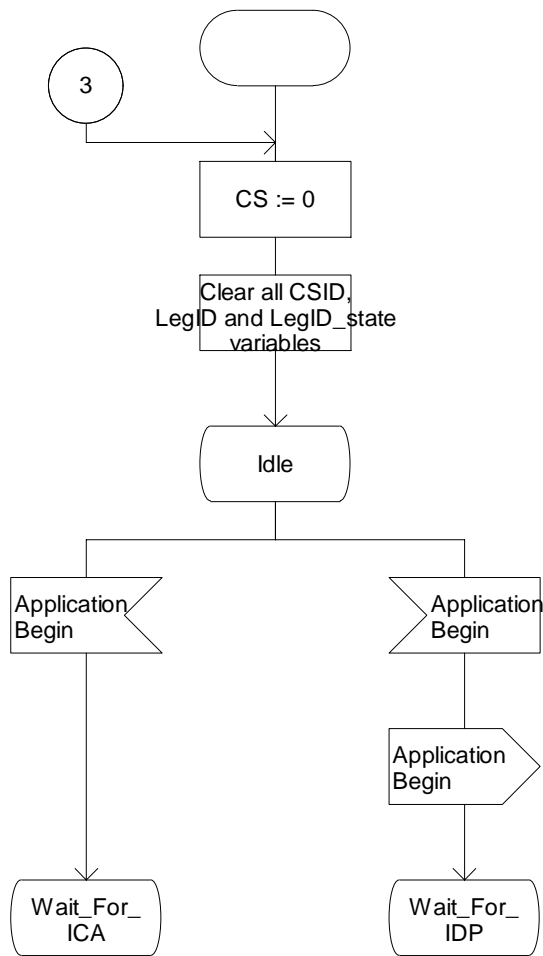 3
CS := 0
Clear all CSID,
LegID and LegID_state
variables
Idle
Application
Begin
Application
Begin
Application
Begin
Wait_For_
ICA
Wait_For_
IDP